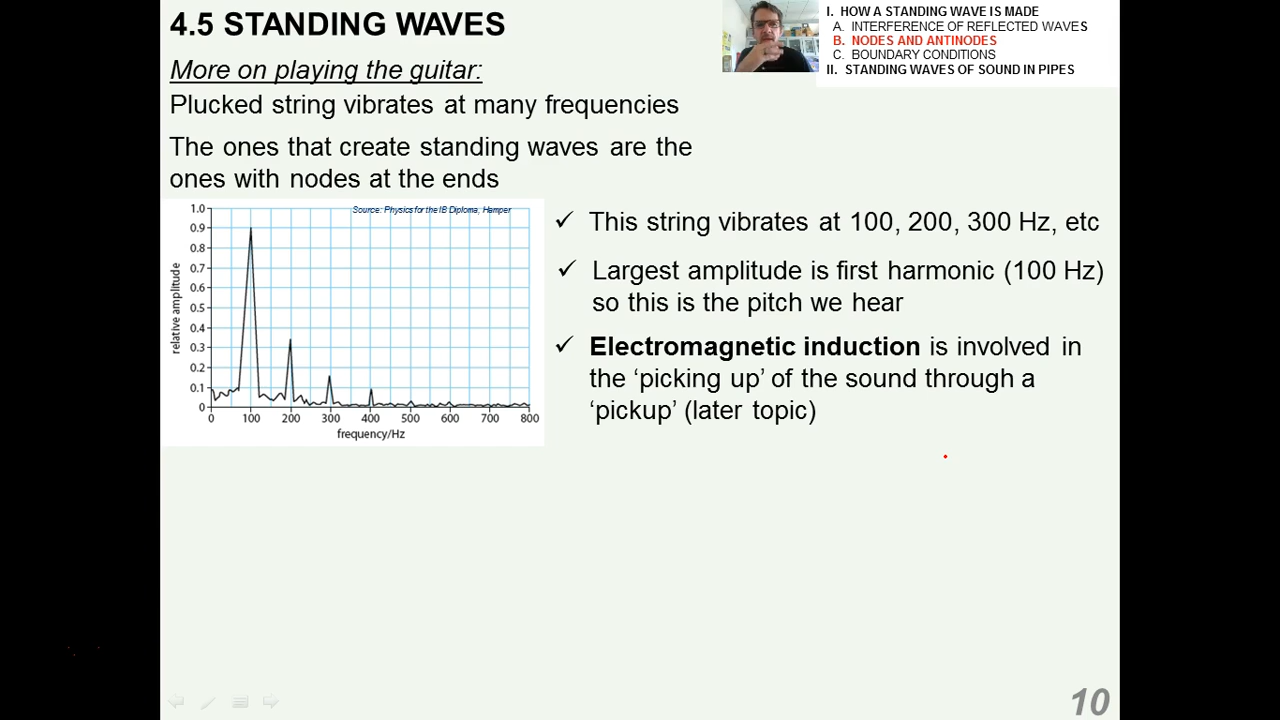 4.5 STANDING WAVES
I. HOW A STANDING WAVE IS MADE
A. INTERFERENCE OF REFLECTED WAVES
B. NODES AND ANTINODES
C. BOUNDARY CONDITIONS
II. STANDING WAVES OF SOUND IN PIPES
More on playing the guitar:
Plucked string vibrates at many frequencies
The ones that create standing waves are the
ones with nodes at the ends
Source: Physics for the IB Diploma, Hamper
relative amplitude
1.0
0.9
0.8
0.7
0.6
0.5
0.4
0.3
0.2
0.1
0
0 100 200 300 400 500 600 700 800
frequency/Hz
✓ This string vibrates at 100, 200, 300 Hz, etc
✓ Largest amplitude is first harmonic (100 Hz)
so this is the pitch we hear
✓ Electromagnetic induction is involved in
the ‘picking up’ of the sound through a
‘pickup’ (later topic)
10